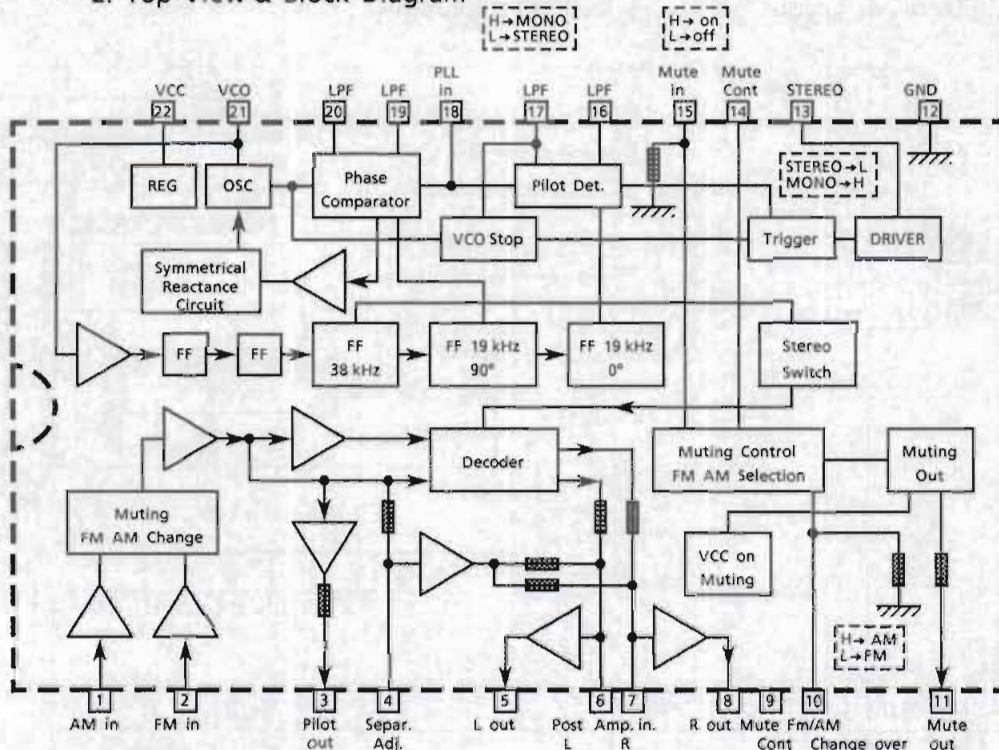 2. Top View & Block Diagram
H→MONO
L→STEREO
H→on
L→off
VCC
VCO
LPF
LPF
PLL
in
LPF
LPF
Mute
in
Mute
Cont
STEREO
GND
22
21
20
19
18
17
16
15
14
13
12
REG
OSC
Phase
Comparator
Pilot Det.
STEREO→L
MONO→H
VCO Stop
Trigger
DRIVER
Symmetrical
Reactance
Circuit
FF
FF
FF
38 kHz
FF 19 kHz
90°
FF 19 kHz
0°
Stereo
Switch
Decoder
Muting Control
FM AM Selection
Muting
Out
Muting
FM AM Change
VCC on
Muting
H→AM
L→FM
1
2
3
4
5
6
7
8
9
10
11
AM in
FM in
Pilot
out
Separ.
Adj.
L out
Post Amp. in.
L R
R out
Mute
Cont
Fm/AM
Change over
Mute
out